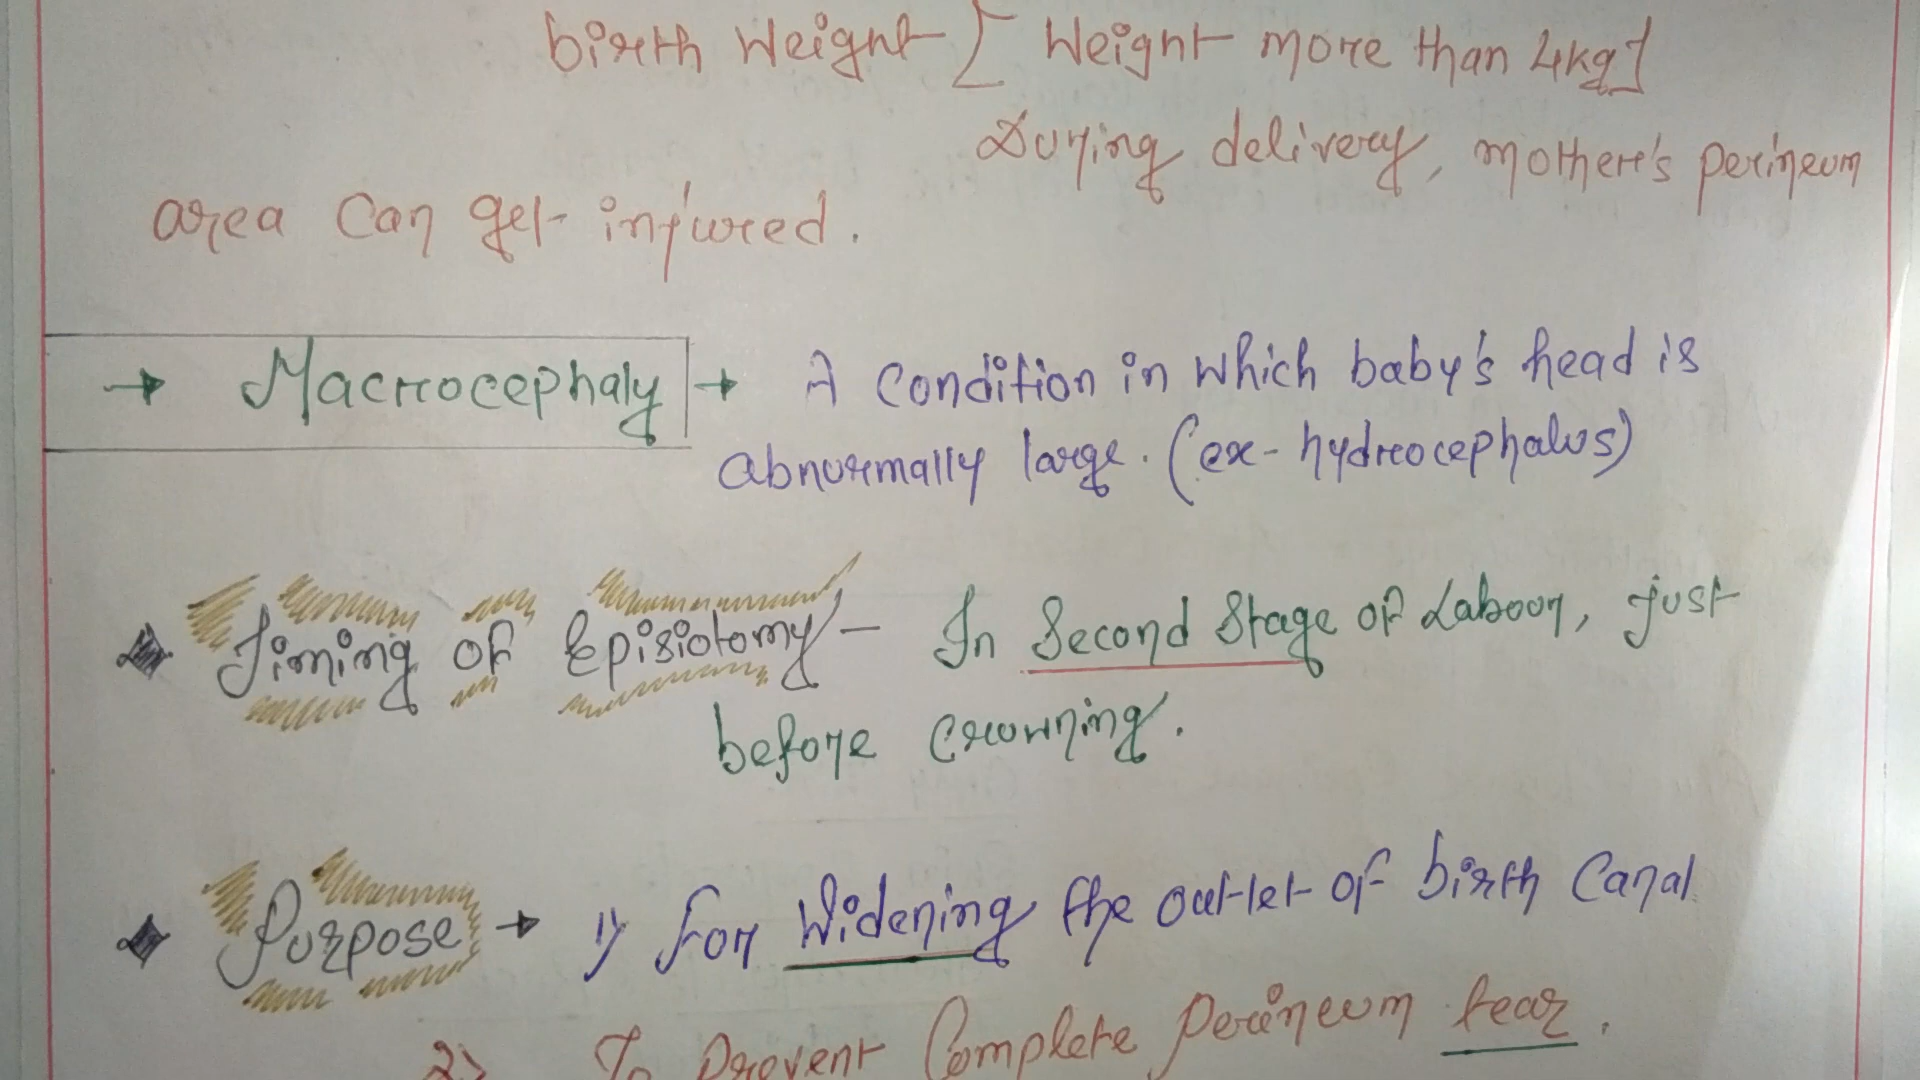 birth weight [ Weight more than 4kg]
During delivery, mother's perineum
area can get injured.
→ Macrocephaly → A condition in which baby's head is
abnormally large. (ex- hydrocephalus)
Timing of Episiotomy - In Second Stage of Labour, just
before crowning.
Purpose → 1) For Widening the outlet of birth Canal
2) To Prevent Complete Perineum tear.